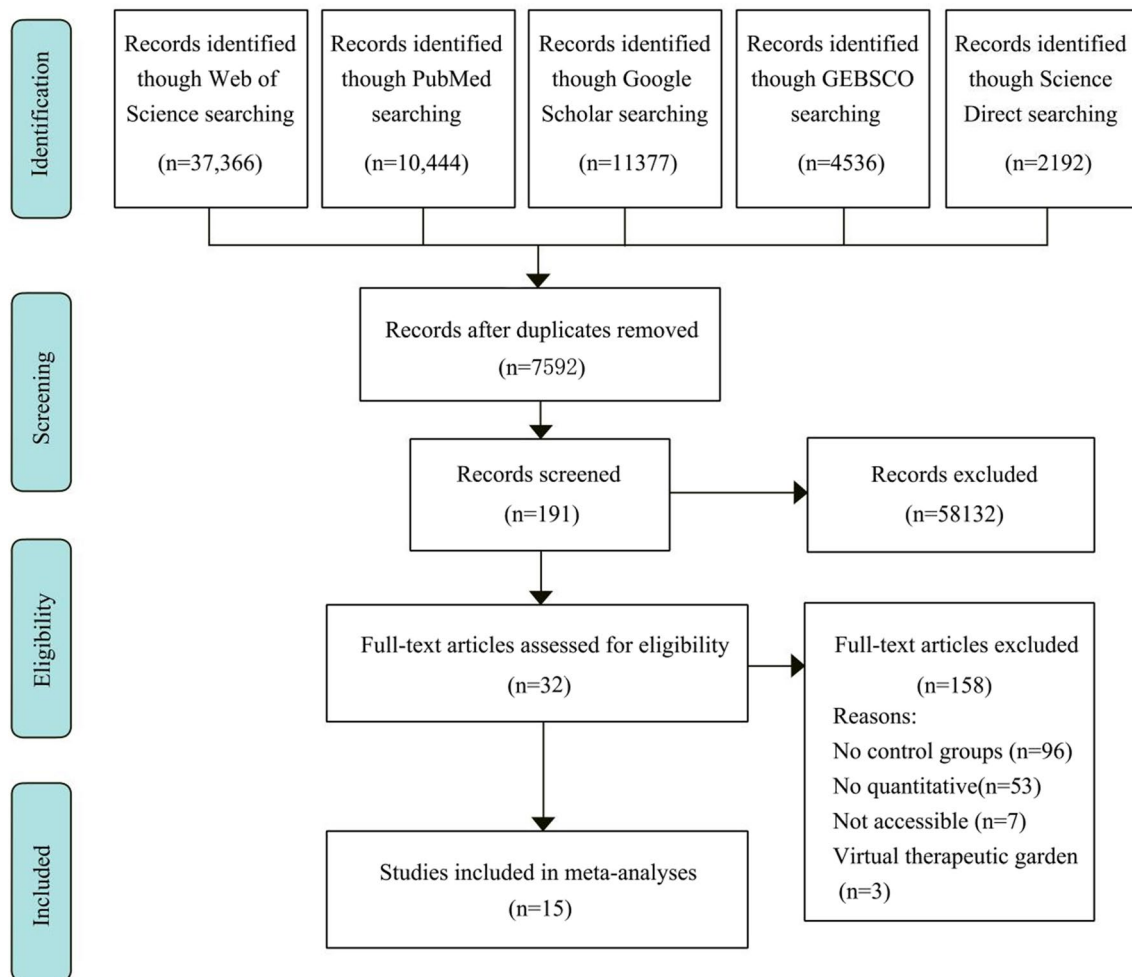 Identification
Records identified
though Web of
Science searching
(n=37,366)
Records identified
though PubMed
searching
(n=10,444)
Records identified
though Google
Scholar searching
(n=11377)
Records identified
though GEBSCO
searching
(n=4536)
Records identified
though Science
Direct searching
(n=2192)
Screening
Records after duplicates removed
(n=7592)
Records screened
(n=191)
Records excluded
(n=58132)
Eligibility
Full-text articles assessed for eligibility
(n=32)
Full-text articles excluded
(n=158)
Reasons:
No control groups (n=96)
No quantitative(n=53)
Not accessible (n=7)
Virtual therapeutic garden
(n=3)
Included
Studies included in meta-analyses
(n=15)